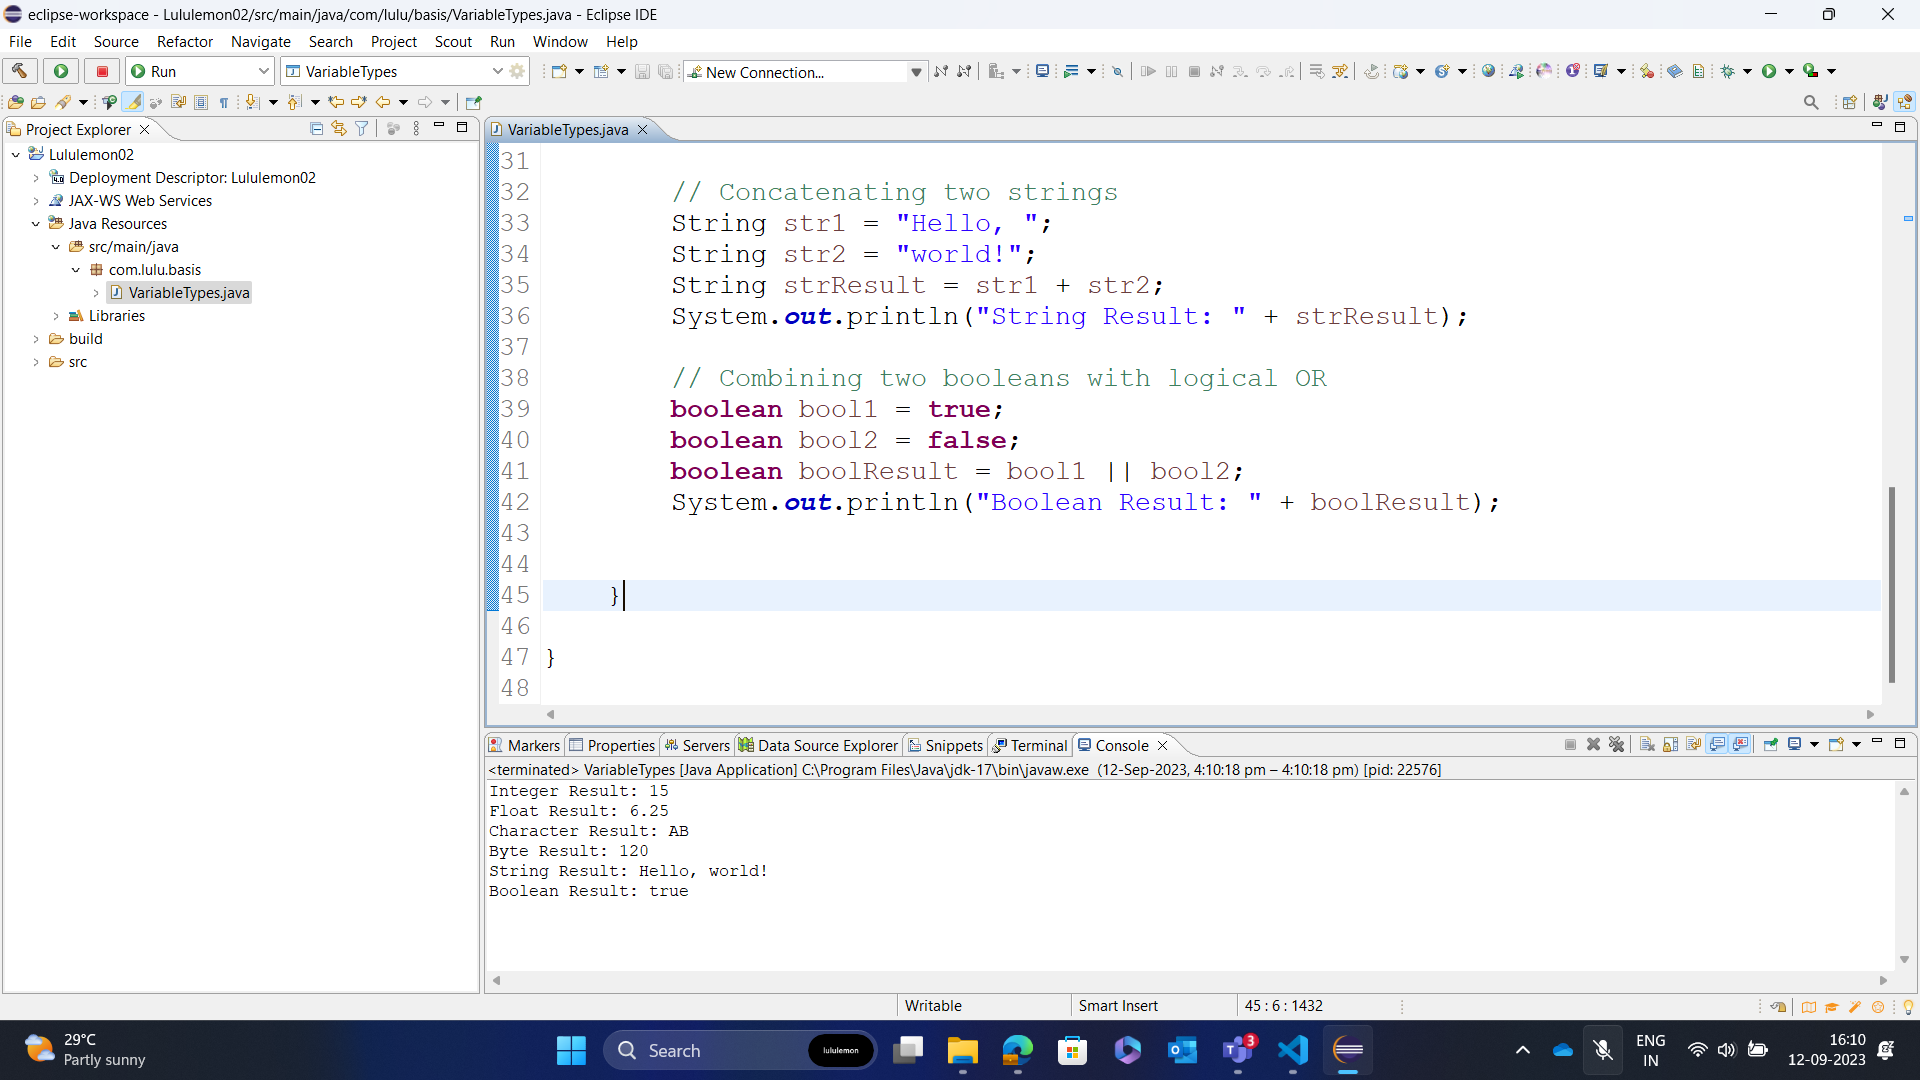 eclipse-workspace - Lululemon02/src/main/java/com/lulu/basis/VariableTypes.java - Eclipse IDE
File Edit Source Refactor Navigate Search Project Scout Run Window Help
Run VariableTypes New Connection...
Project Explorer
Lululemon02
Deployment Descriptor: Lululemon02
JAX-WS Web Services
Java Resources
src/main/java
com.lulu.basis
VariableTypes.java
Libraries
build
src
VariableTypes.java
31
32 // Concatenating two strings
33 String str1 = "Hello, ";
34 String str2 = "world!";
35 String strResult = str1 + str2;
36 System.out.println("String Result: " + strResult);
37
38 // Combining two booleans with logical OR
39 boolean bool1 = true;
40 boolean bool2 = false;
41 boolean boolResult = bool1 || bool2;
42 System.out.println("Boolean Result: " + boolResult);
43
44
45 }
46
47 }
48
Markers Properties Servers Data Source Explorer Snippets Terminal Console
<terminated> VariableTypes [Java Application] C:\Program Files\Java\jdk-17\bin\javaw.exe (12-Sep-2023, 4:10:18 pm – 4:10:18 pm) [pid: 22576]
Integer Result: 15
Float Result: 6.25
Character Result: AB
Byte Result: 120
String Result: Hello, world!
Boolean Result: true
Writable Smart Insert 45 : 6 : 1432
29°C
Partly sunny
Search lululemon
3
ENG
IN
16:10
12-09-2023